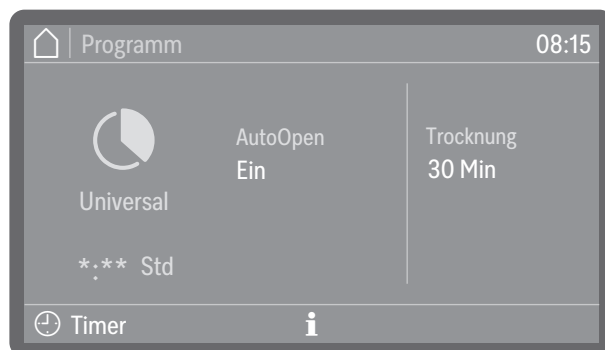 Programm 08:15
AutoOpen
Ein
Trocknung
30 Min
Universal
*:** Std
Timer i